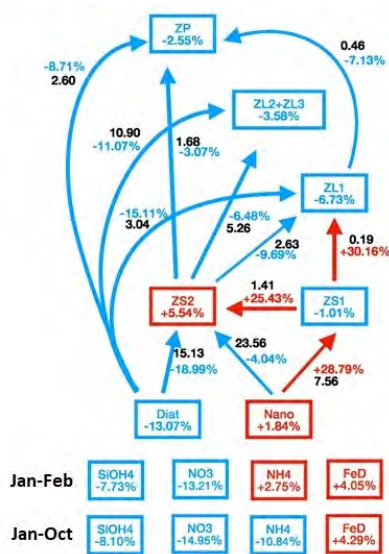 ZP
-2.55%
-8.71%
2.60
0.46
-7.13%
ZL2+ZL3
-3.58%
10.90
-11.07%
1.68
-3.07%
ZL1
-6.73%
-15.11%
3.04
-6.48%
5.26
2.63
-9.69%
0.19
+30.16%
ZS2
+5.54%
1.41
+25.43%
ZS1
-1.01%
15.13
-18.99%
23.56
-4.04%
+28.79%
7.56
Diat
-13.07%
Nano
+1.84%
Jan-Feb
SiOH4
-7.73%
NO3
-13.21%
NH4
+2.75%
FeD
+4.05%
Jan-Oct
SiOH4
-8.10%
NO3
-14.95%
NH4
-10.84%
FeD
+4.29%